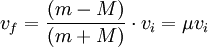 v_f = \frac{(m - M)}{(m + M)} \cdot v_i = \mu v_i